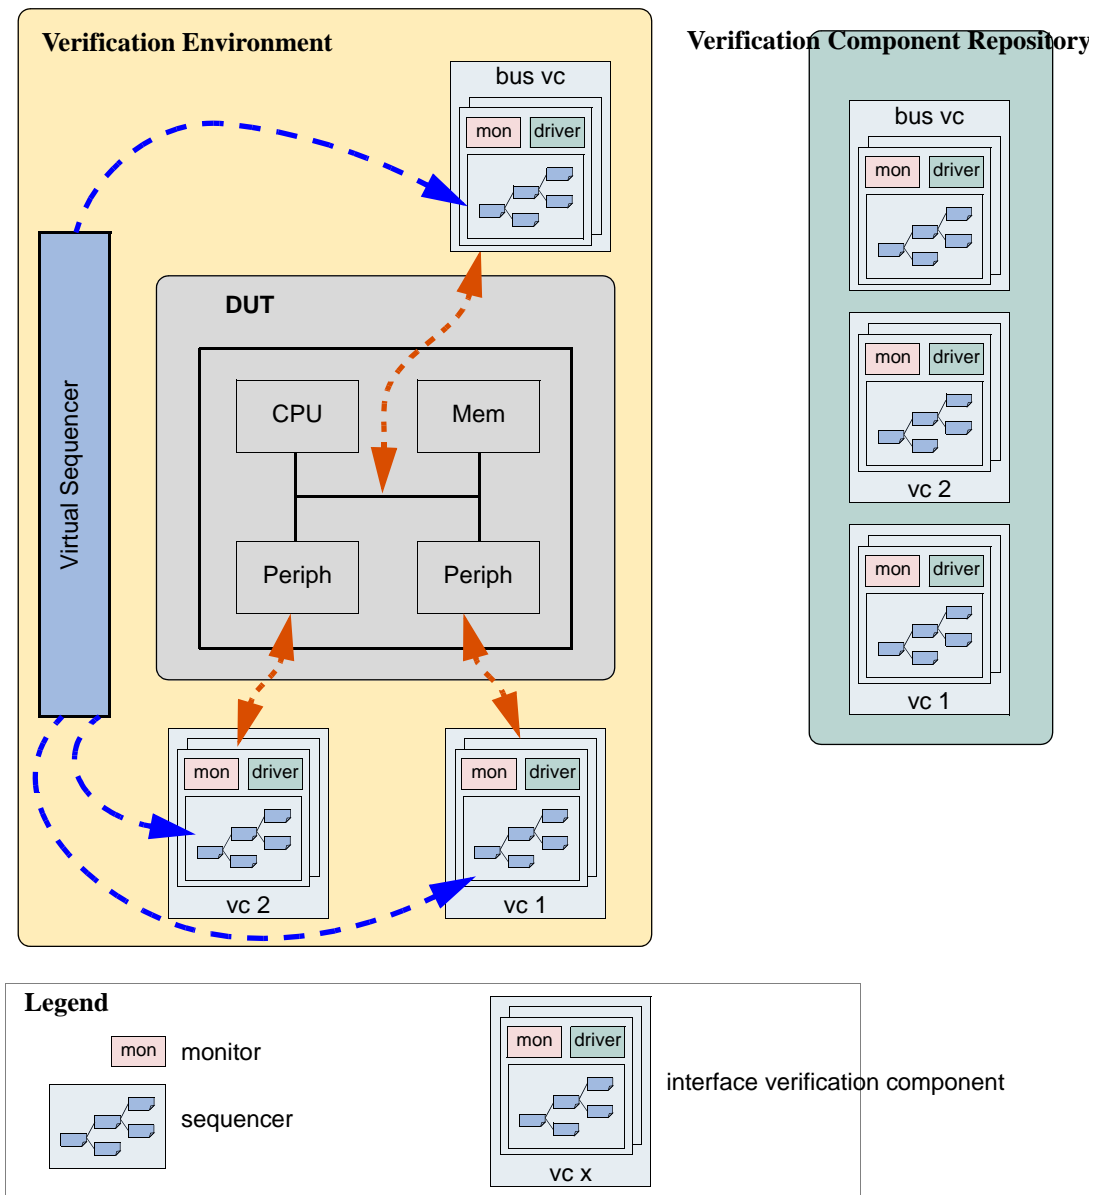 Verification Environment
Verification Component Repository
bus vc
mon driver
DUT
CPU Mem
Periph Periph
Virtual Sequencer
mon driver
vc 2
mon driver
vc 1
bus vc
mon driver
mon driver
vc 2
mon driver
vc 1
Legend
mon monitor
sequencer
mon driver
interface verification component
vc x